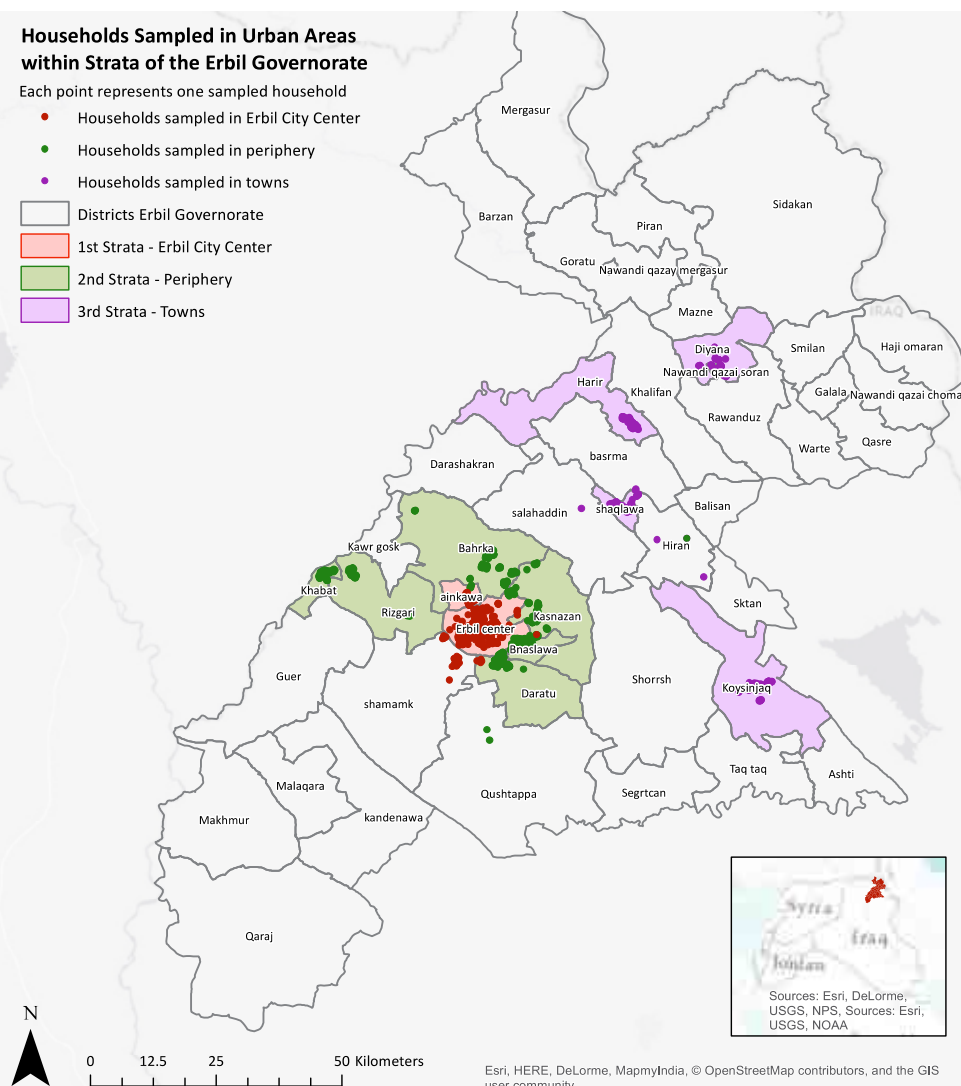 Households Sampled in Urban Areas
within Strata of the Erbil Governorate
Each point represents one sampled household
Households sampled in Erbil City Center
Households sampled in periphery
Households sampled in towns
Districts Erbil Governorate
1st Strata - Erbil City Center
2nd Strata - Periphery
3rd Strata - Towns
Mergasur
Sidakan
Barzan
Piran
Goratu
Nawandi qazay mergasur
Mazne
IRAQ
Diyana
Smilan
Haji omaran
Nawandi qazai soran
Harir
Khalifan
Galala
Nawandi qazai choma
Rawanduz
Qasre
Warte
basrma
Darashakran
Balisan
shaqlawa
salahaddin
Hiran
Kawr gosk
Bahrka
Khabat
ainkawa
Sktan
Rizgari
Kasnazan
Erbil center
Bnaslawa
Guer
Shorrsh
Koysinjaq
Daratu
shamamk
Taq taq
Ashti
Malaqara
Qushtappa
Segrtcan
Makhmur
kandenawa
Qaraj
Syria
Iraq
Jordan
Sources: Esri, DeLorme,
USGS, NPS, Sources: Esri,
USGS, NOAA
N
0 12.5 25 50 Kilometers
Esri, HERE, DeLorme, MapmyIndia, © OpenStreetMap contributors, and the GIS
user community